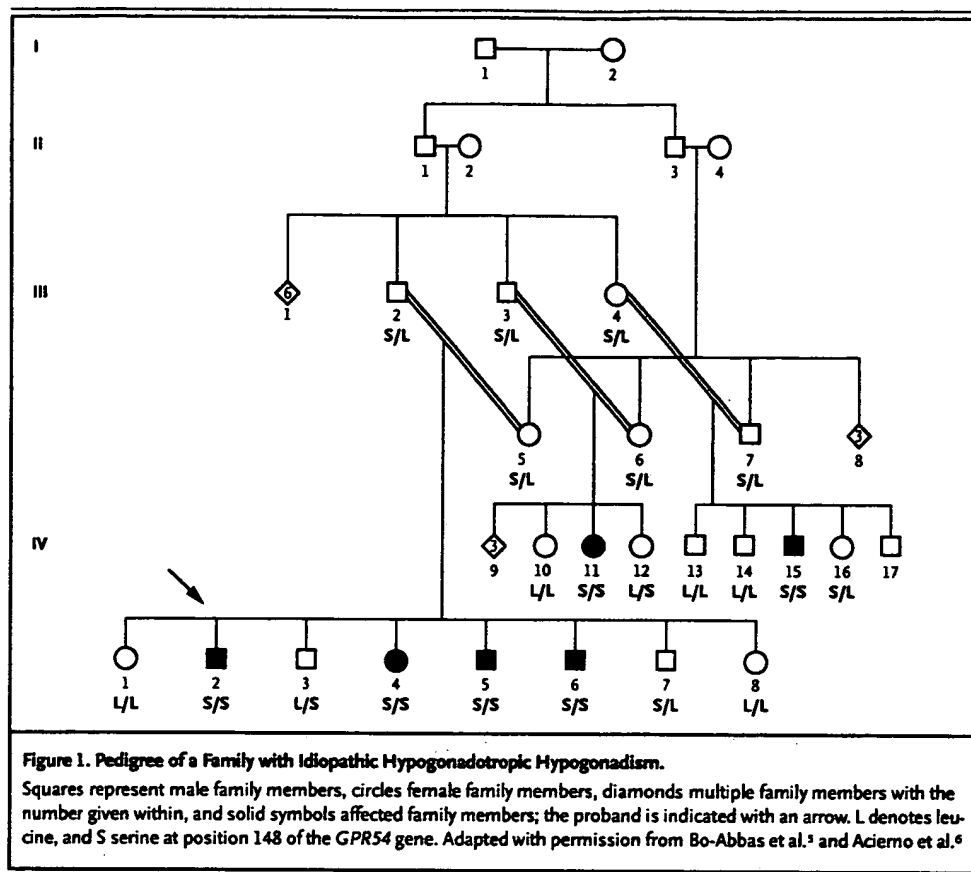 I
1 2
II
1 2 3 4
6
III
1 2 3 4
S/L S/L S/L
3
5 6 7 8
S/L S/L S/L
IV
3
9 10 11 12 13 14 15 16 17
L/L S/S L/S L/L L/L S/S S/L
1 2 3 4 5 6 7 8
L/L S/S L/S S/S S/S S/S S/L L/L
Figure 1. Pedigree of a Family with Idiopathic Hypogonadotropic Hypogonadism.
Squares represent male family members, circles female family members, diamonds multiple family members with the
number given within, and solid symbols affected family members; the proband is indicated with an arrow. L denotes leu-
cine, and S serine at position 148 of the GPR54 gene. Adapted with permission from Bo-Abbas et al.⁵ and Acierno et al.⁶